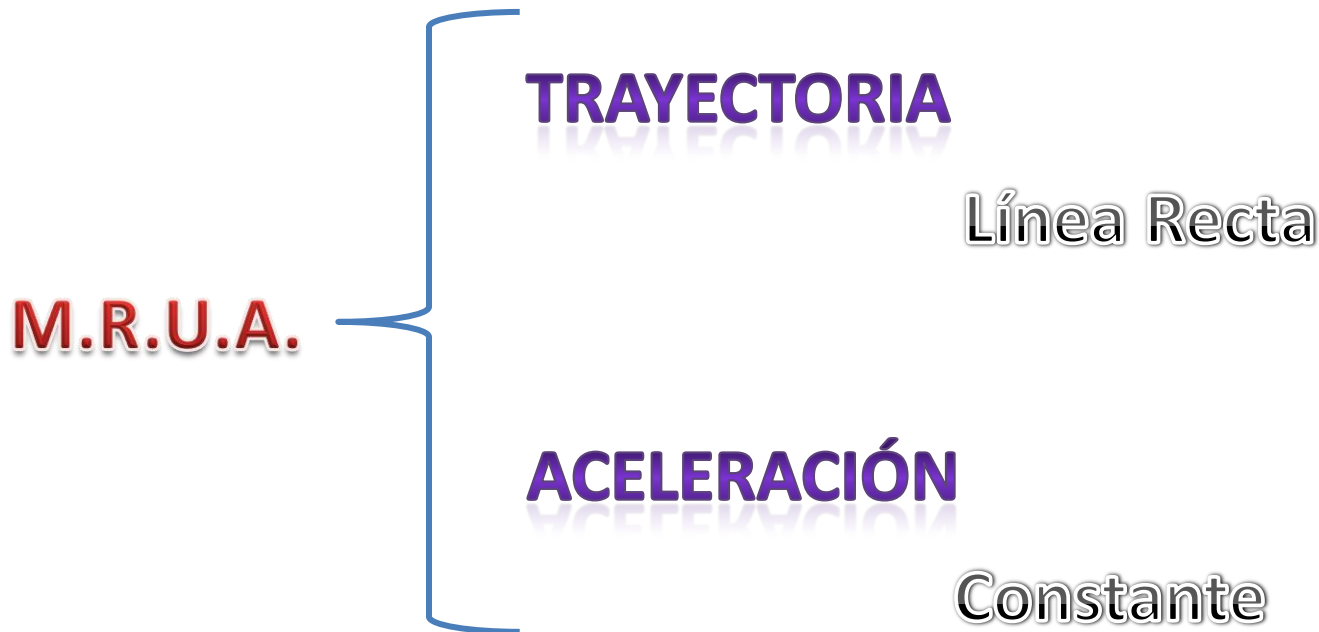 M.R.U.A.
TRAYECTORIA
Línea Recta
ACELERACIÓN
Constante